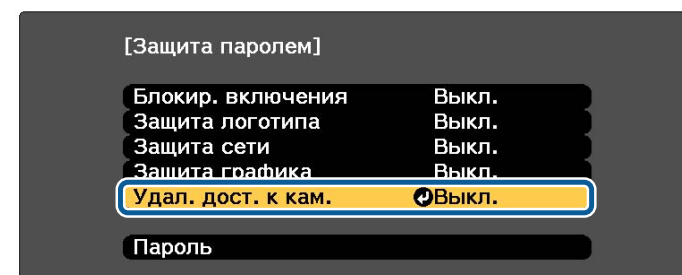 [Защита паролем]
Блокир. включения Выкл.
Защита логотипа Выкл.
Защита сети Выкл.
Защита графика Выкл.
Удал. дост. к кам. Выкл.
Пароль